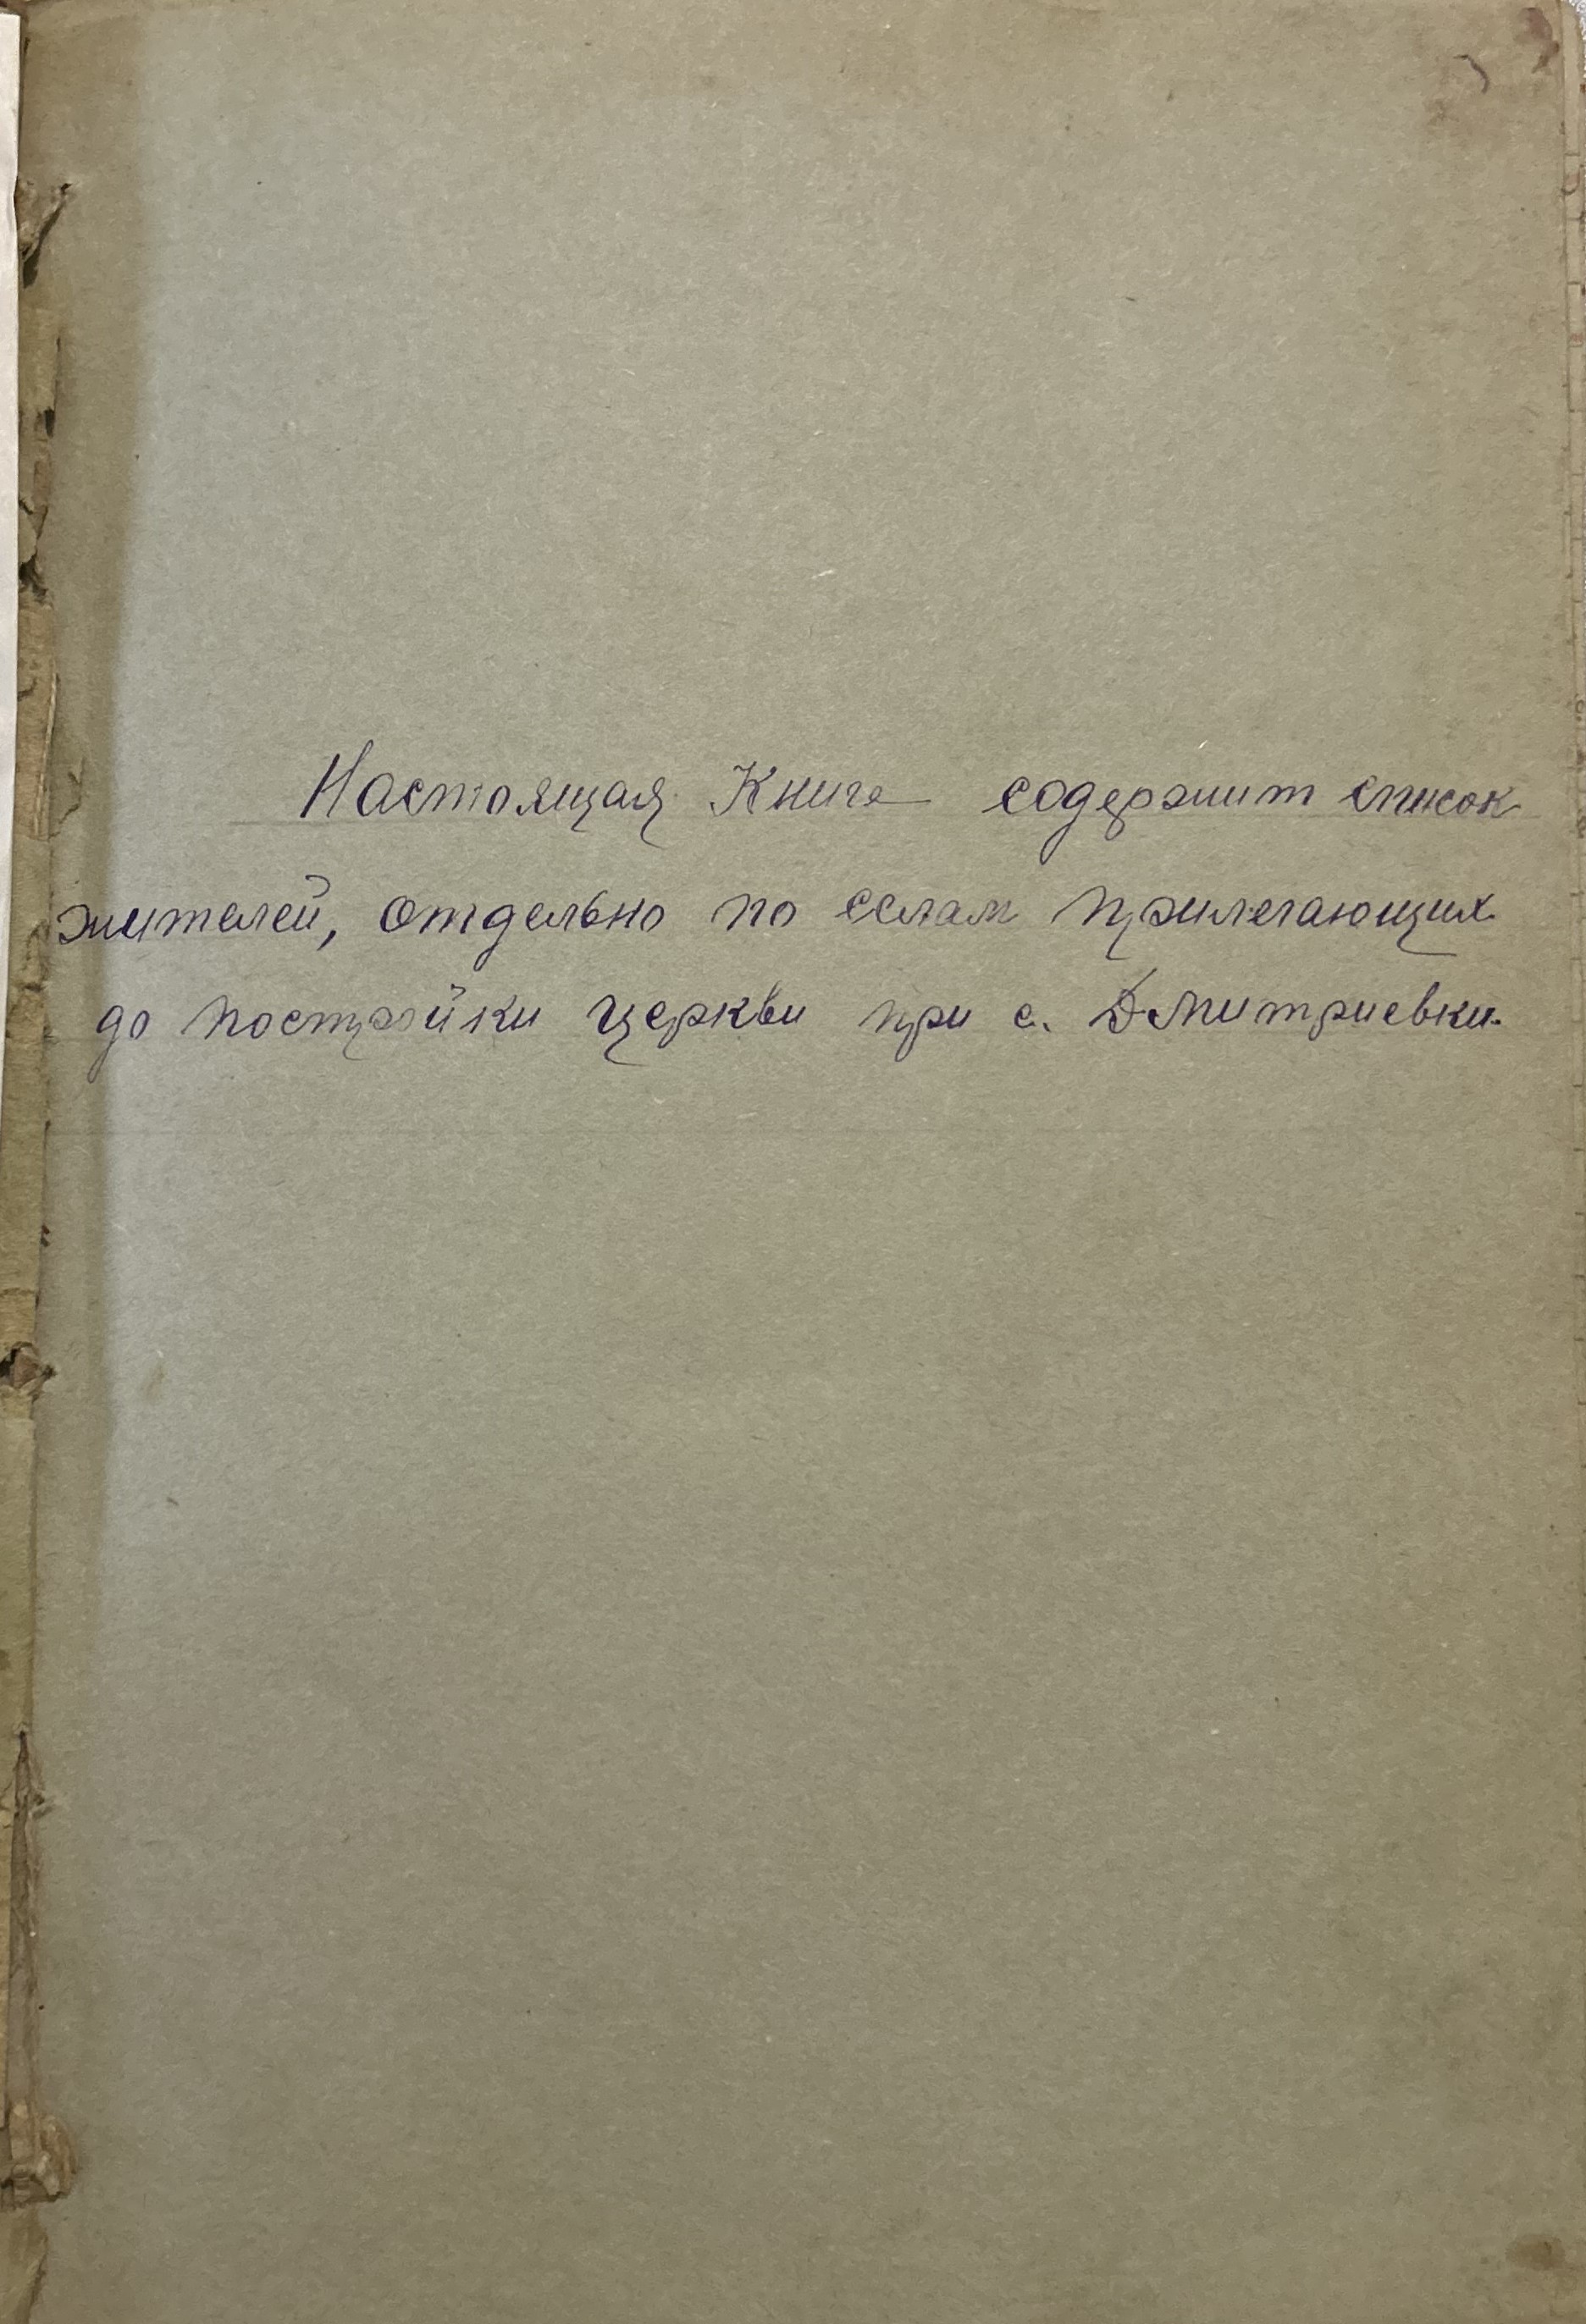 Настоящая Книга содержит список
жителей, отдельно по селам прилегающих
до постройки церкви при с. Дмитриевки.